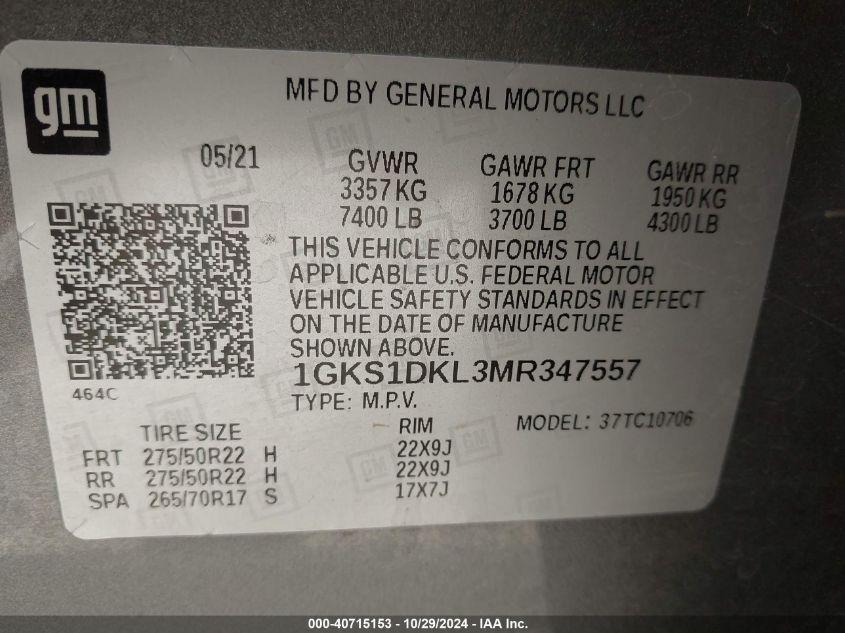 gm
MFD BY GENERAL MOTORS LLC
05/21
GVWR GAWR FRT GAWR RR
3357 KG 1678 KG 1950 KG
7400 LB 3700 LB 4300 LB
THIS VEHICLE CONFORMS TO ALL
APPLICABLE U.S. FEDERAL MOTOR
VEHICLE SAFETY STANDARDS IN EFFECT
ON THE DATE OF MANUFACTURE
SHOWN ABOVE.
464C
1GKS1DKL3MR347557
TYPE: M.P.V.
MODEL: 37TC10706
TIRE SIZE RIM
FRT 275/50R22 H 22X9J
RR 275/50R22 H 22X9J
SPA 265/70R17 S 17X7J
000-40715153 - 10/29/2024 - IAAI Inc.